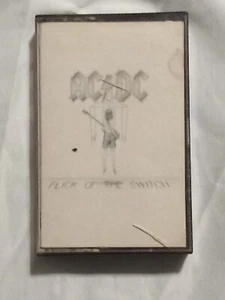 AC⚡DC
FLICK OF THE SWITCH